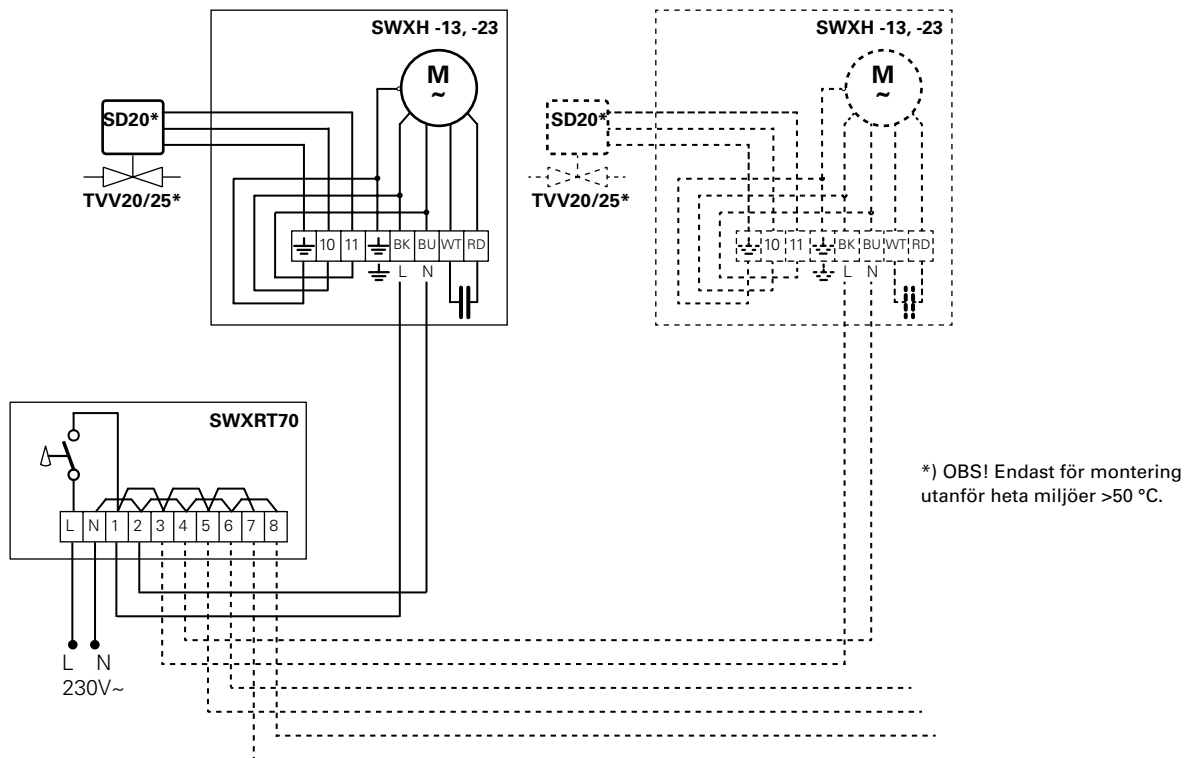 SWXH -13, -23
M
~
SD20*
TVV20/25*
10 11 BK BU WT RD
L N
SWXH -13, -23
M
~
SD20*
TVV20/25*
10 11 BK BU WT RD
L N
SWXRT70
L N 1 2 3 4 5 6 7 8
L N
230V~
*) OBS! Endast för montering
utanför heta miljöer >50 °C.